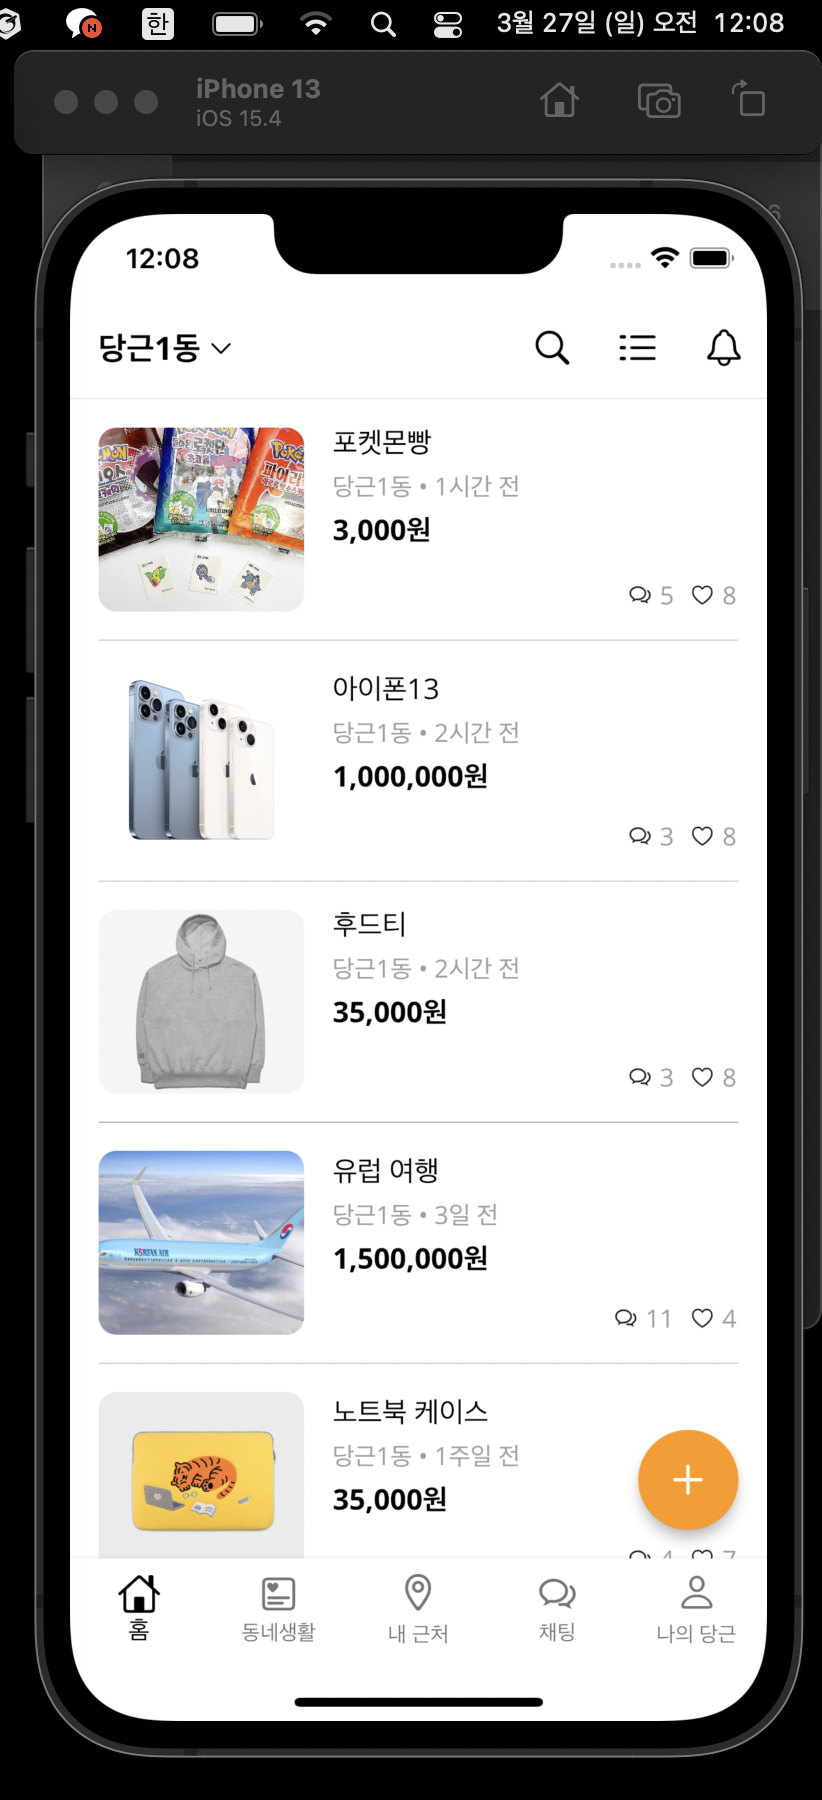 한
3월 27일 (일) 오전 12:08
iPhone 13
iOS 15.4
6
12:08
당근1동
포켓몬빵
당근1동 • 1시간 전
3,000원
5 8
아이폰13
당근1동 • 2시간 전
1,000,000원
3 8
후드티
당근1동 • 2시간 전
35,000원
3 8
KOREAN AIR
유럽 여행
당근1동 • 3일 전
1,500,000원
11 4
노트북 케이스
당근1동 • 1주일 전
35,000원
4 7
홈
동네생활
내 근처
채팅
나의 당근